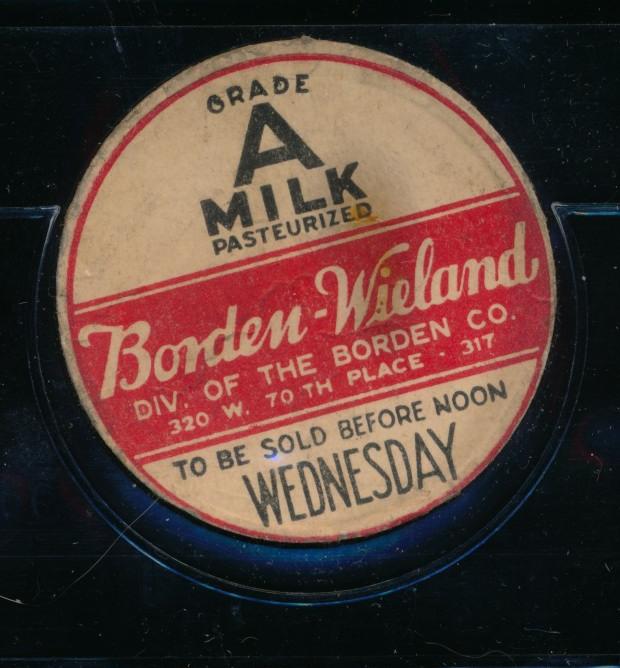 GRADE
A
MILK
PASTEURIZED
Borden-Wieland
DIV. OF THE BORDEN CO.
320 W. 70 TH PLACE - 317
TO BE SOLD BEFORE NOON
WEDNESDAY